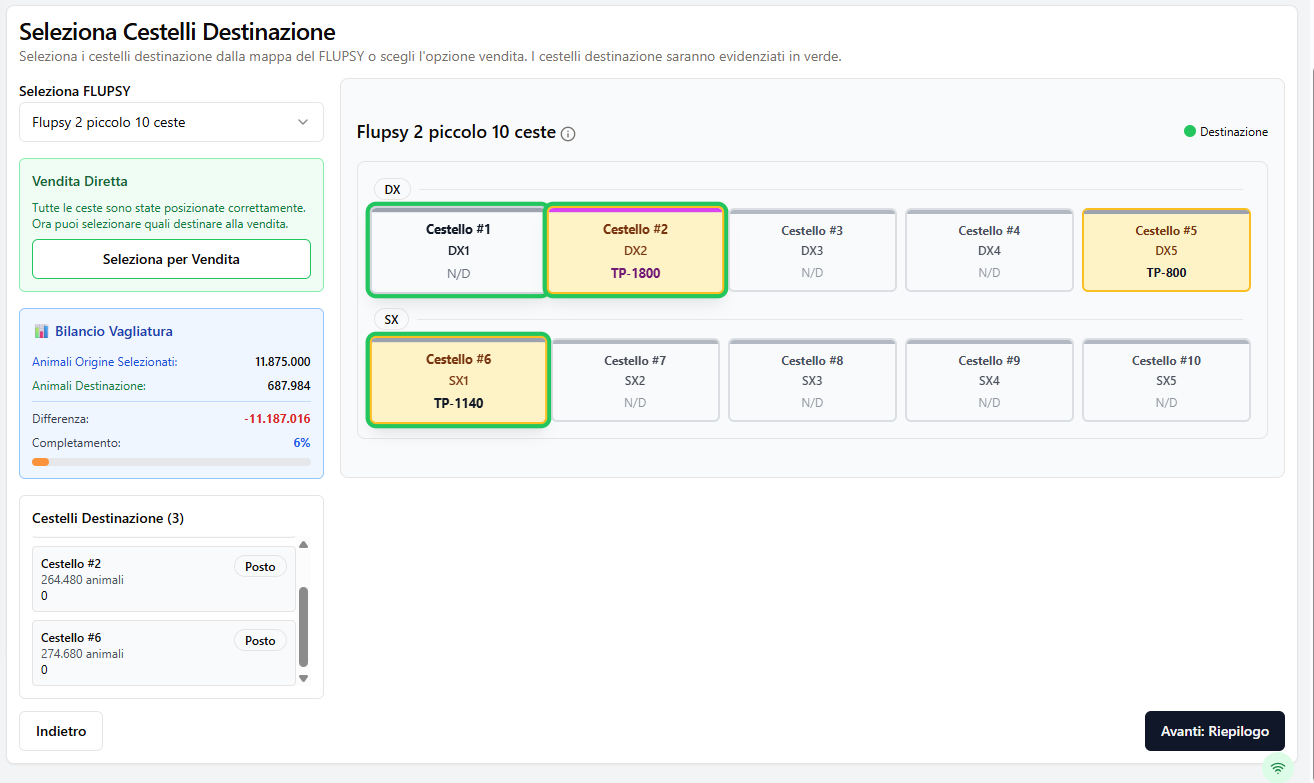 Seleziona Cestelli Destinazione
Seleziona i cestelli destinazione dalla mappa del FLUPSY o scegli l'opzione vendita. I cestelli destinazione saranno evidenziati in verde.
Seleziona FLUPSY
Flupsy 2 piccolo 10 ceste
Vendita Diretta
Tutte le ceste sono state posizionate correttamente.
Ora puoi selezionare quali destinare alla vendita.
Seleziona per Vendita
Bilancio Vagliatura
Animali Origine Selezionati: 11.875.000
Animali Destinazione: 687.984
Differenza: -11.187.016
Completamento: 6%
Cestelli Destinazione (3)
Cestello #2
264.480 animali
0
Posto
Cestello #6
274.680 animali
0
Posto
Indietro
Flupsy 2 piccolo 10 ceste
Destinazione
DX
Cestello #1
DX1
N/D
Cestello #2
DX2
TP-1800
Cestello #3
DX3
N/D
Cestello #4
DX4
N/D
Cestello #5
DX5
TP-800
SX
Cestello #6
SX1
TP-1140
Cestello #7
SX2
N/D
Cestello #8
SX3
N/D
Cestello #9
SX4
N/D
Cestello #10
SX5
N/D
Avanti: Riepilogo